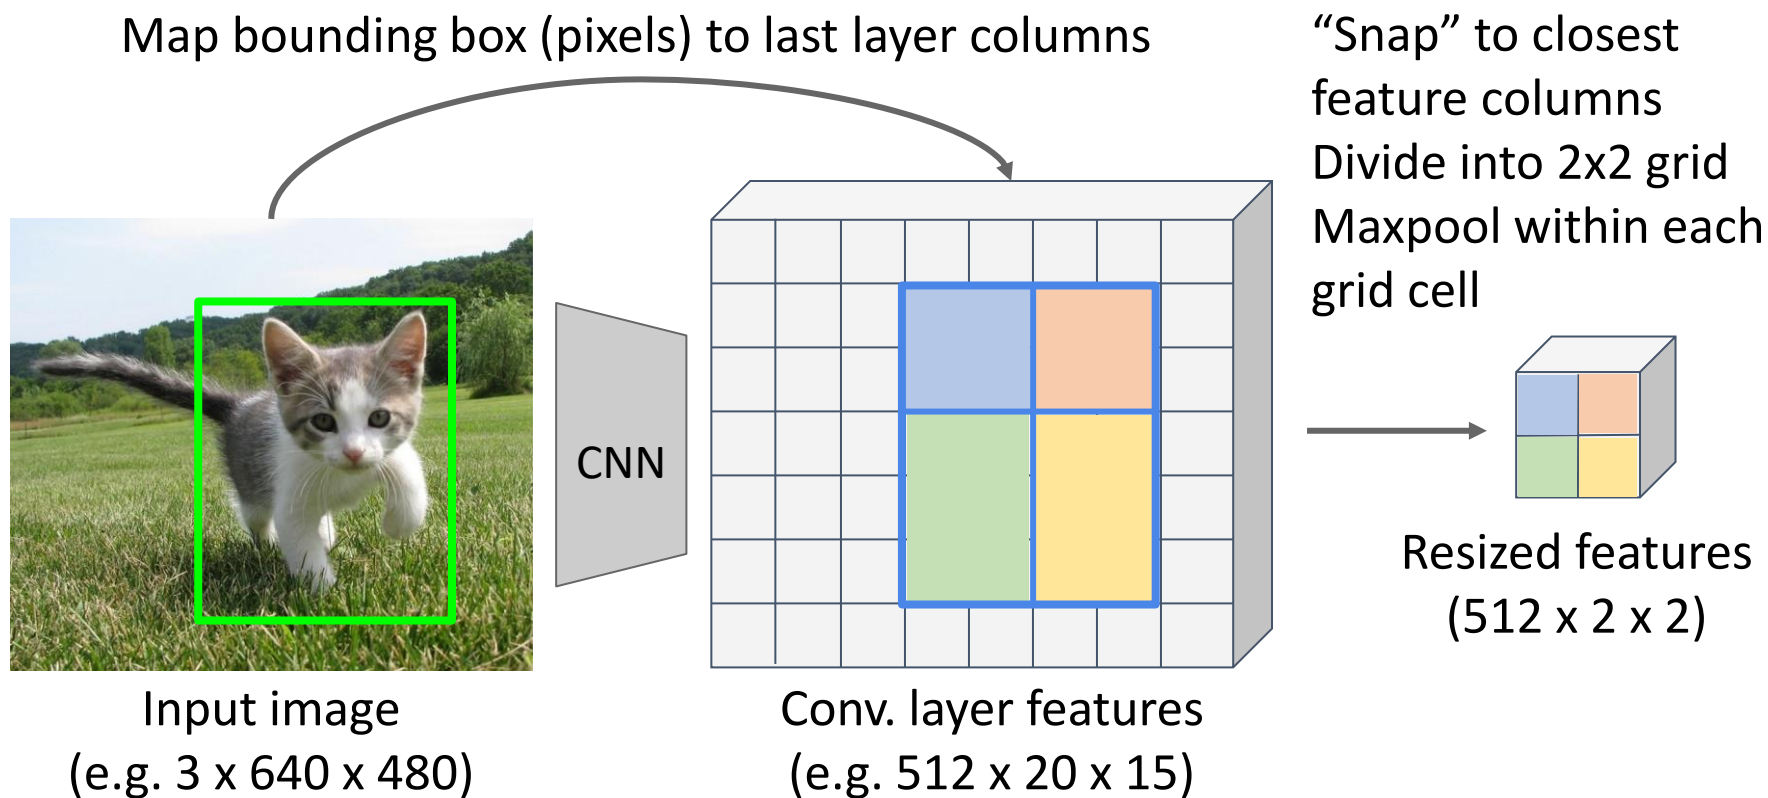 Map bounding box (pixels) to last layer columns
“Snap” to closest
feature columns
Divide into 2x2 grid
Maxpool within each
grid cell
CNN
Resized features
(512 x 2 x 2)
Input image
(e.g. 3 x 640 x 480)
Conv. layer features
(e.g. 512 x 20 x 15)